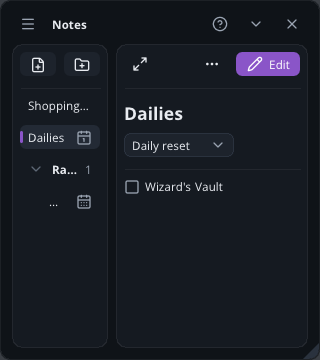 Notes
Edit
Shopping...
Dailies
Ra... 1
...
Dailies
Daily reset
Wizard's Vault